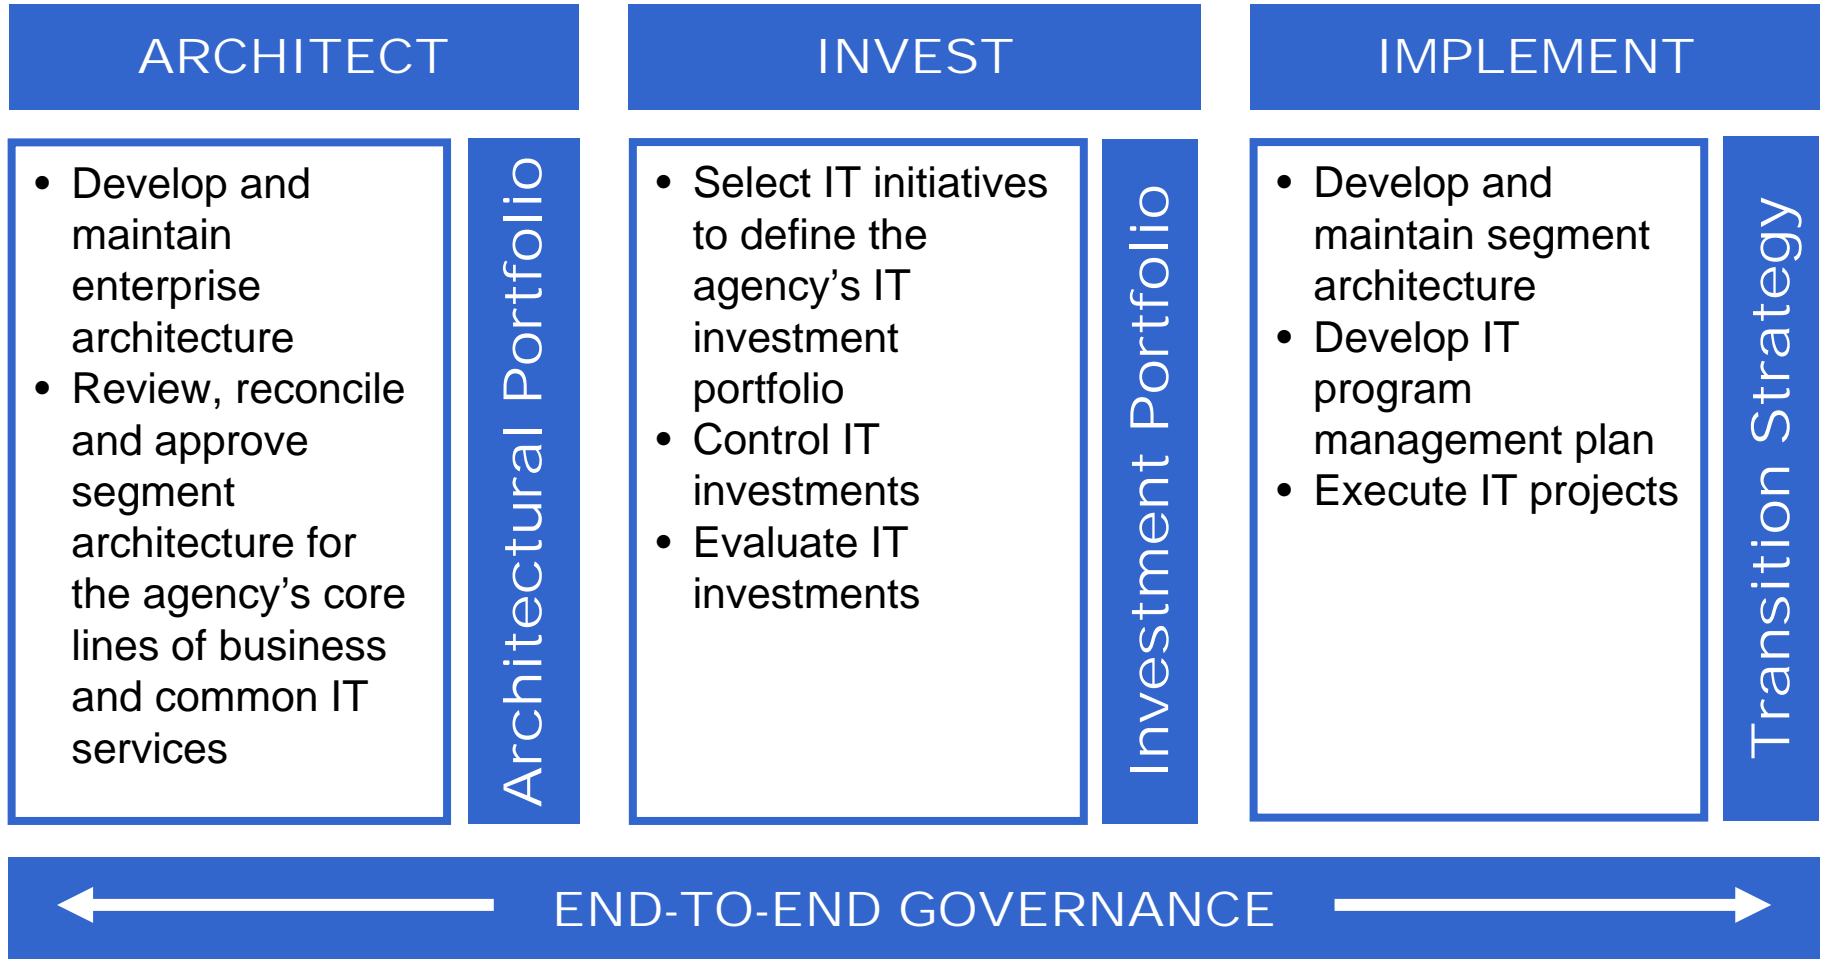 ARCHITECT
• Develop and
maintain
enterprise
architecture
• Review, reconcile
and approve
segment
architecture for
the agency’s core
lines of business
and common IT
services
Architectural Portfolio
INVEST
• Select IT initiatives
to define the
agency’s IT
investment
portfolio
• Control IT
investments
• Evaluate IT
investments
Investment Portfolio
IMPLEMENT
• Develop and
maintain segment
architecture
• Develop IT
program
management plan
• Execute IT projects
Transition Strategy
END-TO-END GOVERNANCE